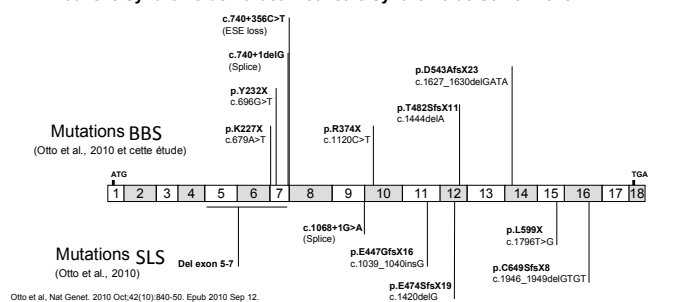 c.740+356C>T
(ESE loss)
c.740+1delG
(Splice)
p.Y232X
c.696G>T
p.K227X
c.679A>T
p.R374X
c.1120C>T
p.D543AfsX23
c.1627_1630delGATA
p.T482SfsX11
c.1444delA
Mutations BBS
(Otto et al., 2010 et cette étude)
ATG
TGA
1 2 3 4 5 6 7 8 9 10 11 12 13 14 15 16 17 18
Mutations SLS
(Otto et al., 2010)
Del exon 5-7
c.1068+1G>A
(Splice)
p.E447GfsX16
c.1039_1040insG
p.E474SfsX19
c.1420delG
p.L599X
c.1796T>G
p.C649SfsX8
c.1946_1949delGTGT
Otto et al, Nat Genet. 2010 Oct;42(10):840-50. Epub 2010 Sep 12.